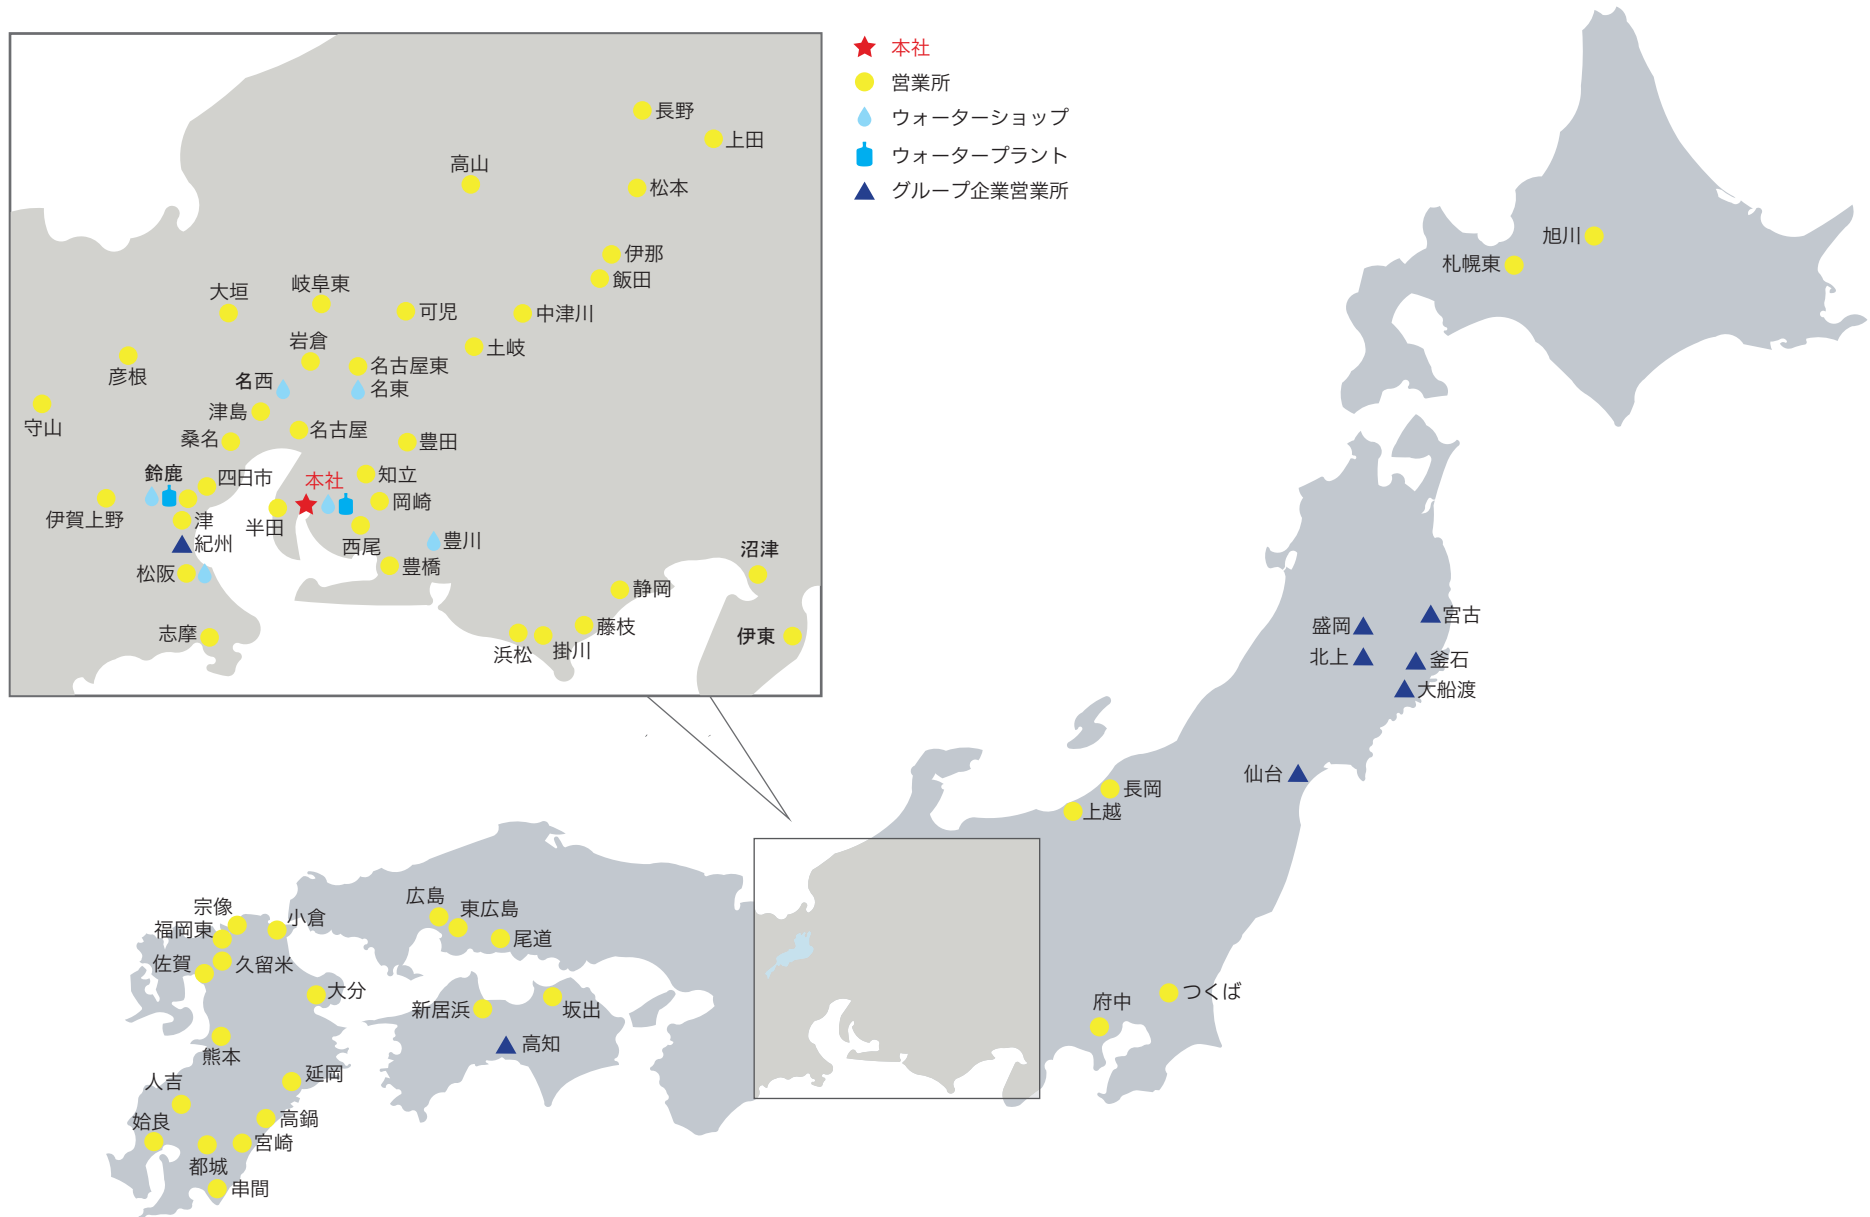 本社
営業所
ウォーターショップ
ウォータープラント
グループ企業営業所
長野
上田
高山
松本
伊那
飯田
大垣
岐阜東
可児
中津川
岩倉
土岐
彦根
名古屋東
名西
名東
津島
守山
桑名
名古屋
豊田
鈴鹿
四日市
本社
知立
岡崎
伊賀上野
津
半田
紀州
西尾
豊川
松阪
豊橋
沼津
静岡
志摩
浜松
掛川
藤枝
伊東
旭川
札幌東
盛岡
宮古
北上
釜石
大船渡
仙台
長岡
上越
つくば
府中
広島
東広島
尾道
宗像
福岡東
小倉
佐賀
久留米
大分
新居浜
坂出
高知
熊本
延岡
人吉
姶良
高鍋
宮崎
都城
串間